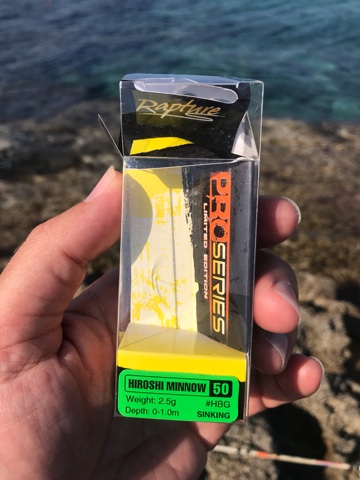 Rapture
PRO SERIES
LIMITED EDITION
HIROSHI MINNOW 50
Weight: 2.5g #HBG
Depth: 0-1.0m SINKING